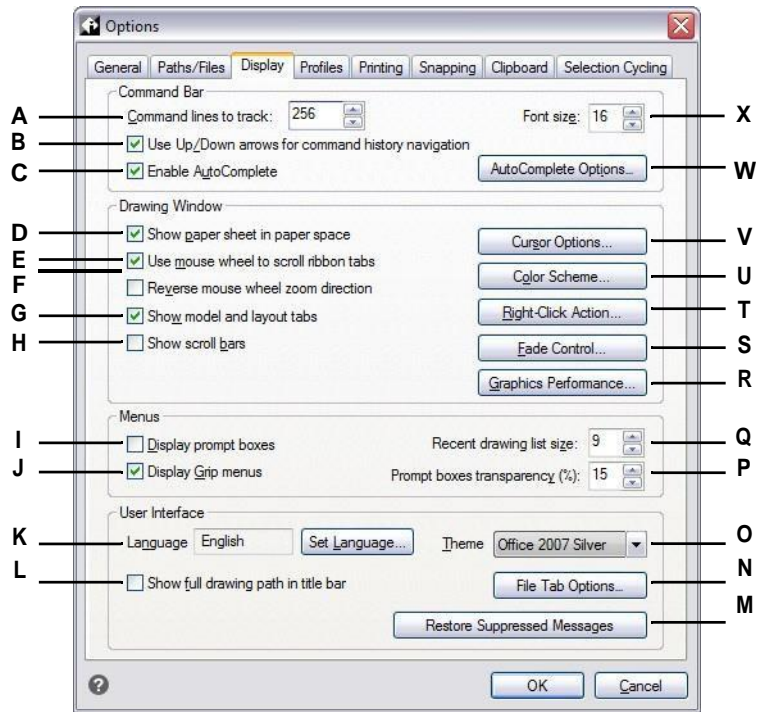 Options
General Paths/Files Display Profiles Printing Snapping Clipboard Selection Cycling
Command Bar
A Command lines to track: 256 Font size: 16 X
B Use Up/Down arrows for command history navigation
C Enable AutoComplete AutoComplete Options... W
Drawing Window
D Show paper sheet in paper space Cursor Options... V
E Use mouse wheel to scroll ribbon tabs Color Scheme... U
F Reverse mouse wheel zoom direction
G Show model and layout tabs Right-Click Action... T
H Show scroll bars Fade Control... S
Graphics Performance... R
Menus
I Display prompt boxes Recent drawing list size: 9 Q
J Display Grip menus Prompt boxes transparency (%): 15 P
User Interface
K Language English Set Language... Theme Office 2007 Silver O
L Show full drawing path in title bar File Tab Options... N
Restore Suppressed Messages M
? OK Cancel